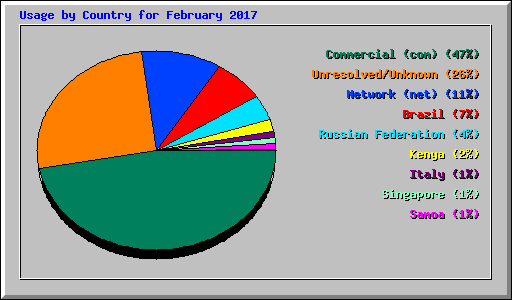 Usage by Country for February 2017
Commercial (com) (47%)
Unresolved/Unknown (26%)
Network (net) (11%)
Brazil (7%)
Russian Federation (4%)
Kenya (2%)
Italy (1%)
Singapore (1%)
Samoa (1%)